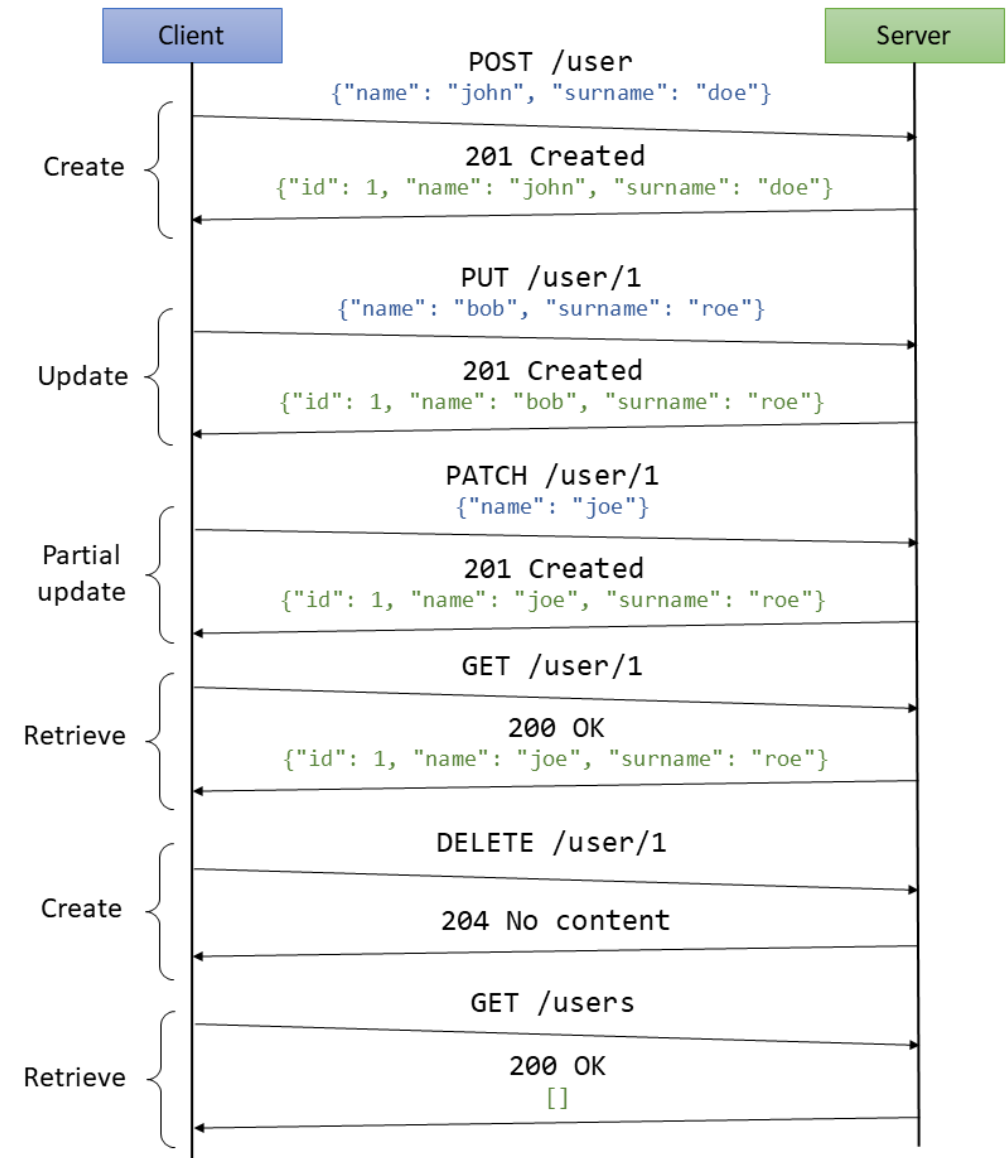 Client
Server
POST /user
{"name": "john", "surname": "doe"}
Create
201 Created
{"id": 1, "name": "john", "surname": "doe"}
PUT /user/1
{"name": "bob", "surname": "roe"}
Update
201 Created
{"id": 1, "name": "bob", "surname": "roe"}
PATCH /user/1
{"name": "joe"}
Partial
update
201 Created
{"id": 1, "name": "joe", "surname": "roe"}
GET /user/1
Retrieve
200 OK
{"id": 1, "name": "joe", "surname": "roe"}
DELETE /user/1
Create
204 No content
GET /users
Retrieve
200 OK
[]